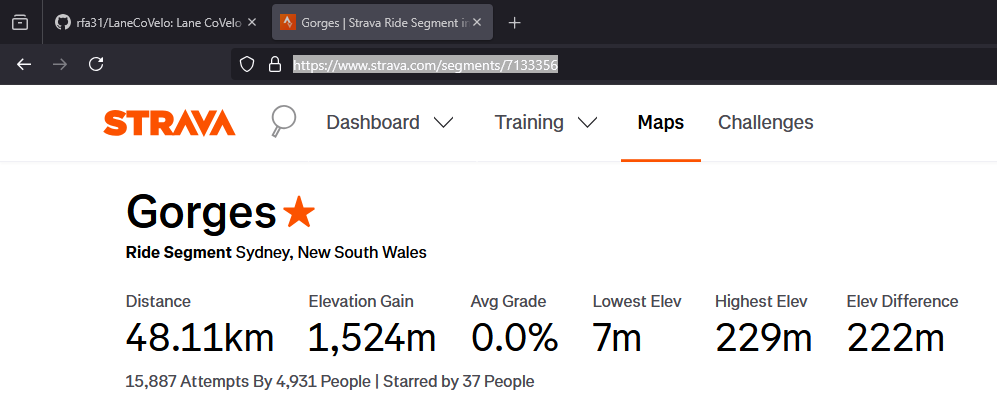 rfa31/LaneCoVelo: Lane CoVelo
Gorges | Strava Ride Segment in
https://www.strava.com/segments/7133356
STRAVA Dashboard Training Maps Challenges
Gorges
Ride Segment Sydney, New South Wales
Distance Elevation Gain Avg Grade Lowest Elev Highest Elev Elev Difference
48.11km 1,524m 0.0% 7m 229m 222m
15,887 Attempts By 4,931 People | Starred by 37 People